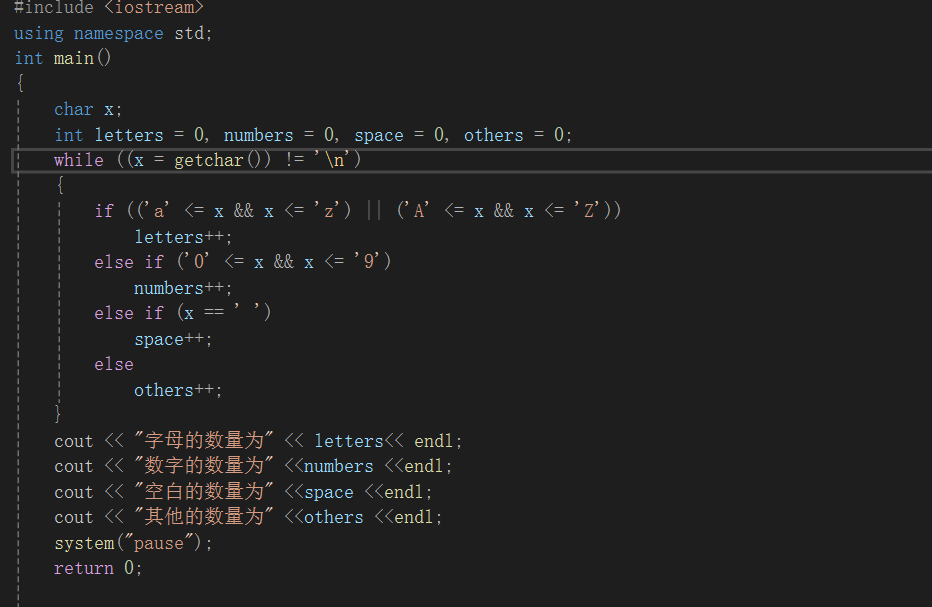 #include <iostream>
using namespace std;
int main()
{
char x;
int letters = 0, numbers = 0, space = 0, others = 0;
while ((x = getchar()) != '\n')
{
if (('a' <= x && x <= 'z') || ('A' <= x && x <= 'Z'))
letters++;
else if ('0' <= x && x <= '9')
numbers++;
else if (x == ' ')
space++;
else
others++;
}
cout << "字母的数量为" << letters<< endl;
cout << "数字的数量为" <<numbers <<endl;
cout << "空白的数量为" <<space <<endl;
cout << "其他的数量为" <<others <<endl;
system("pause");
return 0;